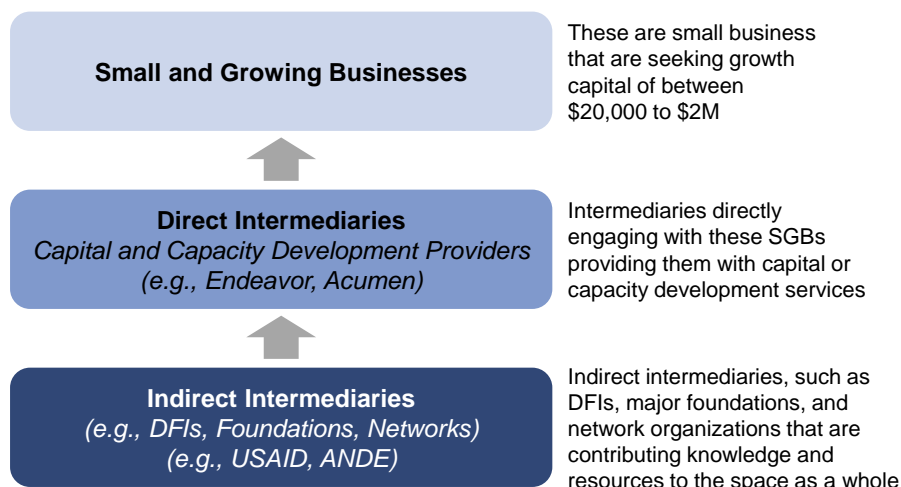 Small and Growing Businesses
These are small business
that are seeking growth
capital of between
$20,000 to $2M
Direct Intermediaries
Capital and Capacity Development Providers
(e.g., Endeavor, Acumen)
Intermediaries directly
engaging with these SGBs
providing them with capital or
capacity development services
Indirect Intermediaries
(e.g., DFIs, Foundations, Networks)
(e.g., USAID, ANDE)
Indirect intermediaries, such as
DFIs, major foundations, and
network organizations that are
contributing knowledge and
resources to the space as a whole